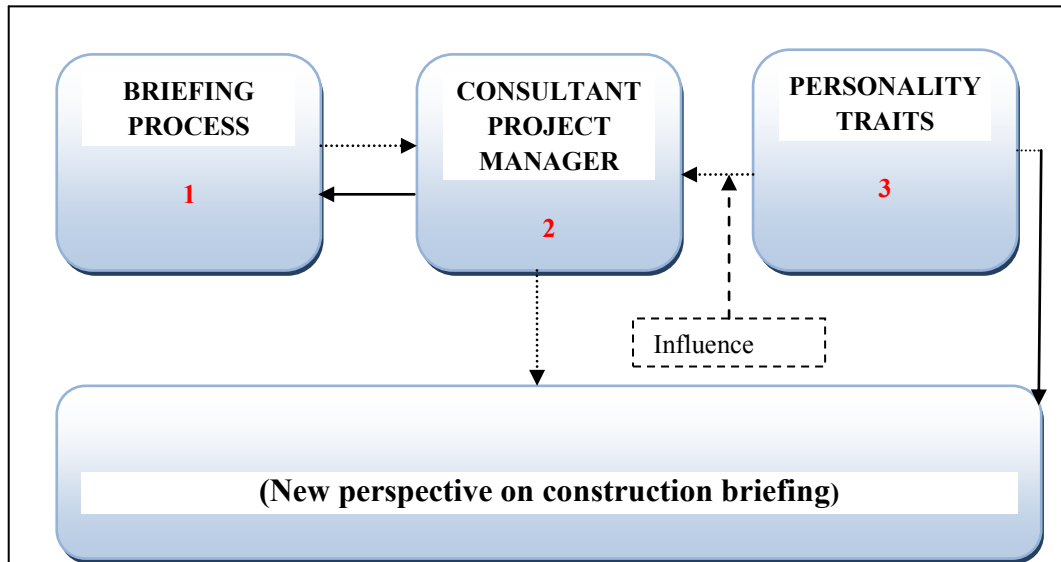 BRIEFING
PROCESS
1
CONSULTANT
PROJECT
MANAGER
2
PERSONALITY
TRAITS
3
Influence
(New perspective on construction briefing)